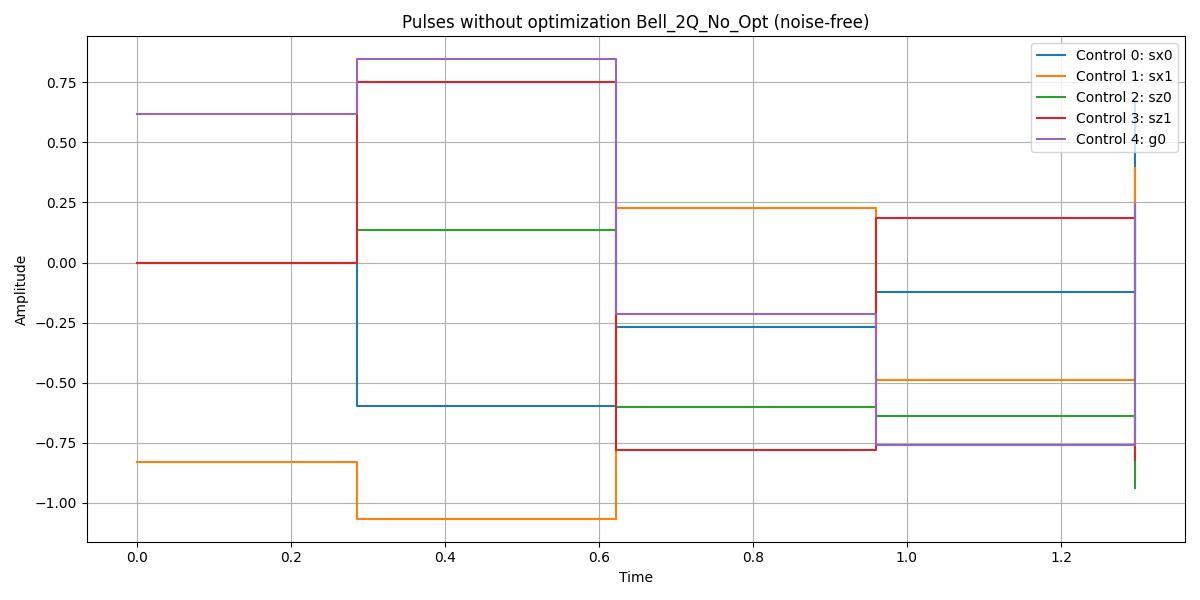 Pulses without optimization Bell_2Q_No_Opt (noise-free)
Control 0: sx0
Control 1: sx1
Control 2: sz0
Control 3: sz1
Control 4: g0
Amplitude
0.75
0.50
0.25
0.00
−0.25
−0.50
−0.75
−1.00
0.0 0.2 0.4 0.6 0.8 1.0 1.2
Time